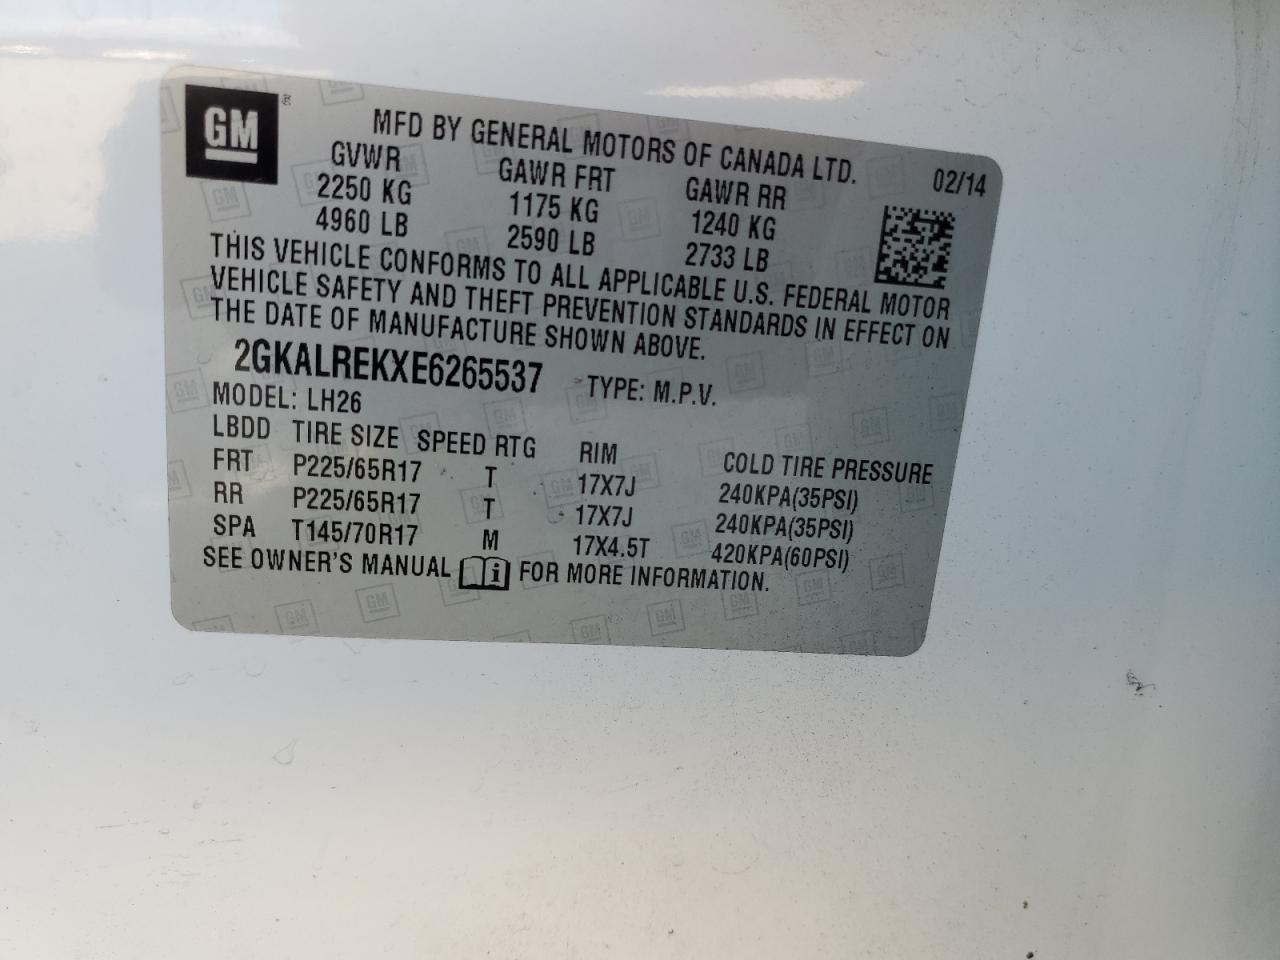 GM
MFD BY GENERAL MOTORS OF CANADA LTD.
02/14
GVWR GAWR FRT GAWR RR
2250 KG 1175 KG 1240 KG
4960 LB 2590 LB 2733 LB
THIS VEHICLE CONFORMS TO ALL APPLICABLE U.S. FEDERAL MOTOR
VEHICLE SAFETY AND THEFT PREVENTION STANDARDS IN EFFECT ON
THE DATE OF MANUFACTURE SHOWN ABOVE.
2GKALREKXE6265537 TYPE: M.P.V.
MODEL: LH26
LBDD TIRE SIZE SPEED RTG RIM COLD TIRE PRESSURE
FRT P225/65R17 T 17X7J 240KPA(35PSI)
RR P225/65R17 T 17X7J 240KPA(35PSI)
SPA T145/70R17 M 17X4.5T 420KPA(60PSI)
SEE OWNER'S MANUAL i FOR MORE INFORMATION.